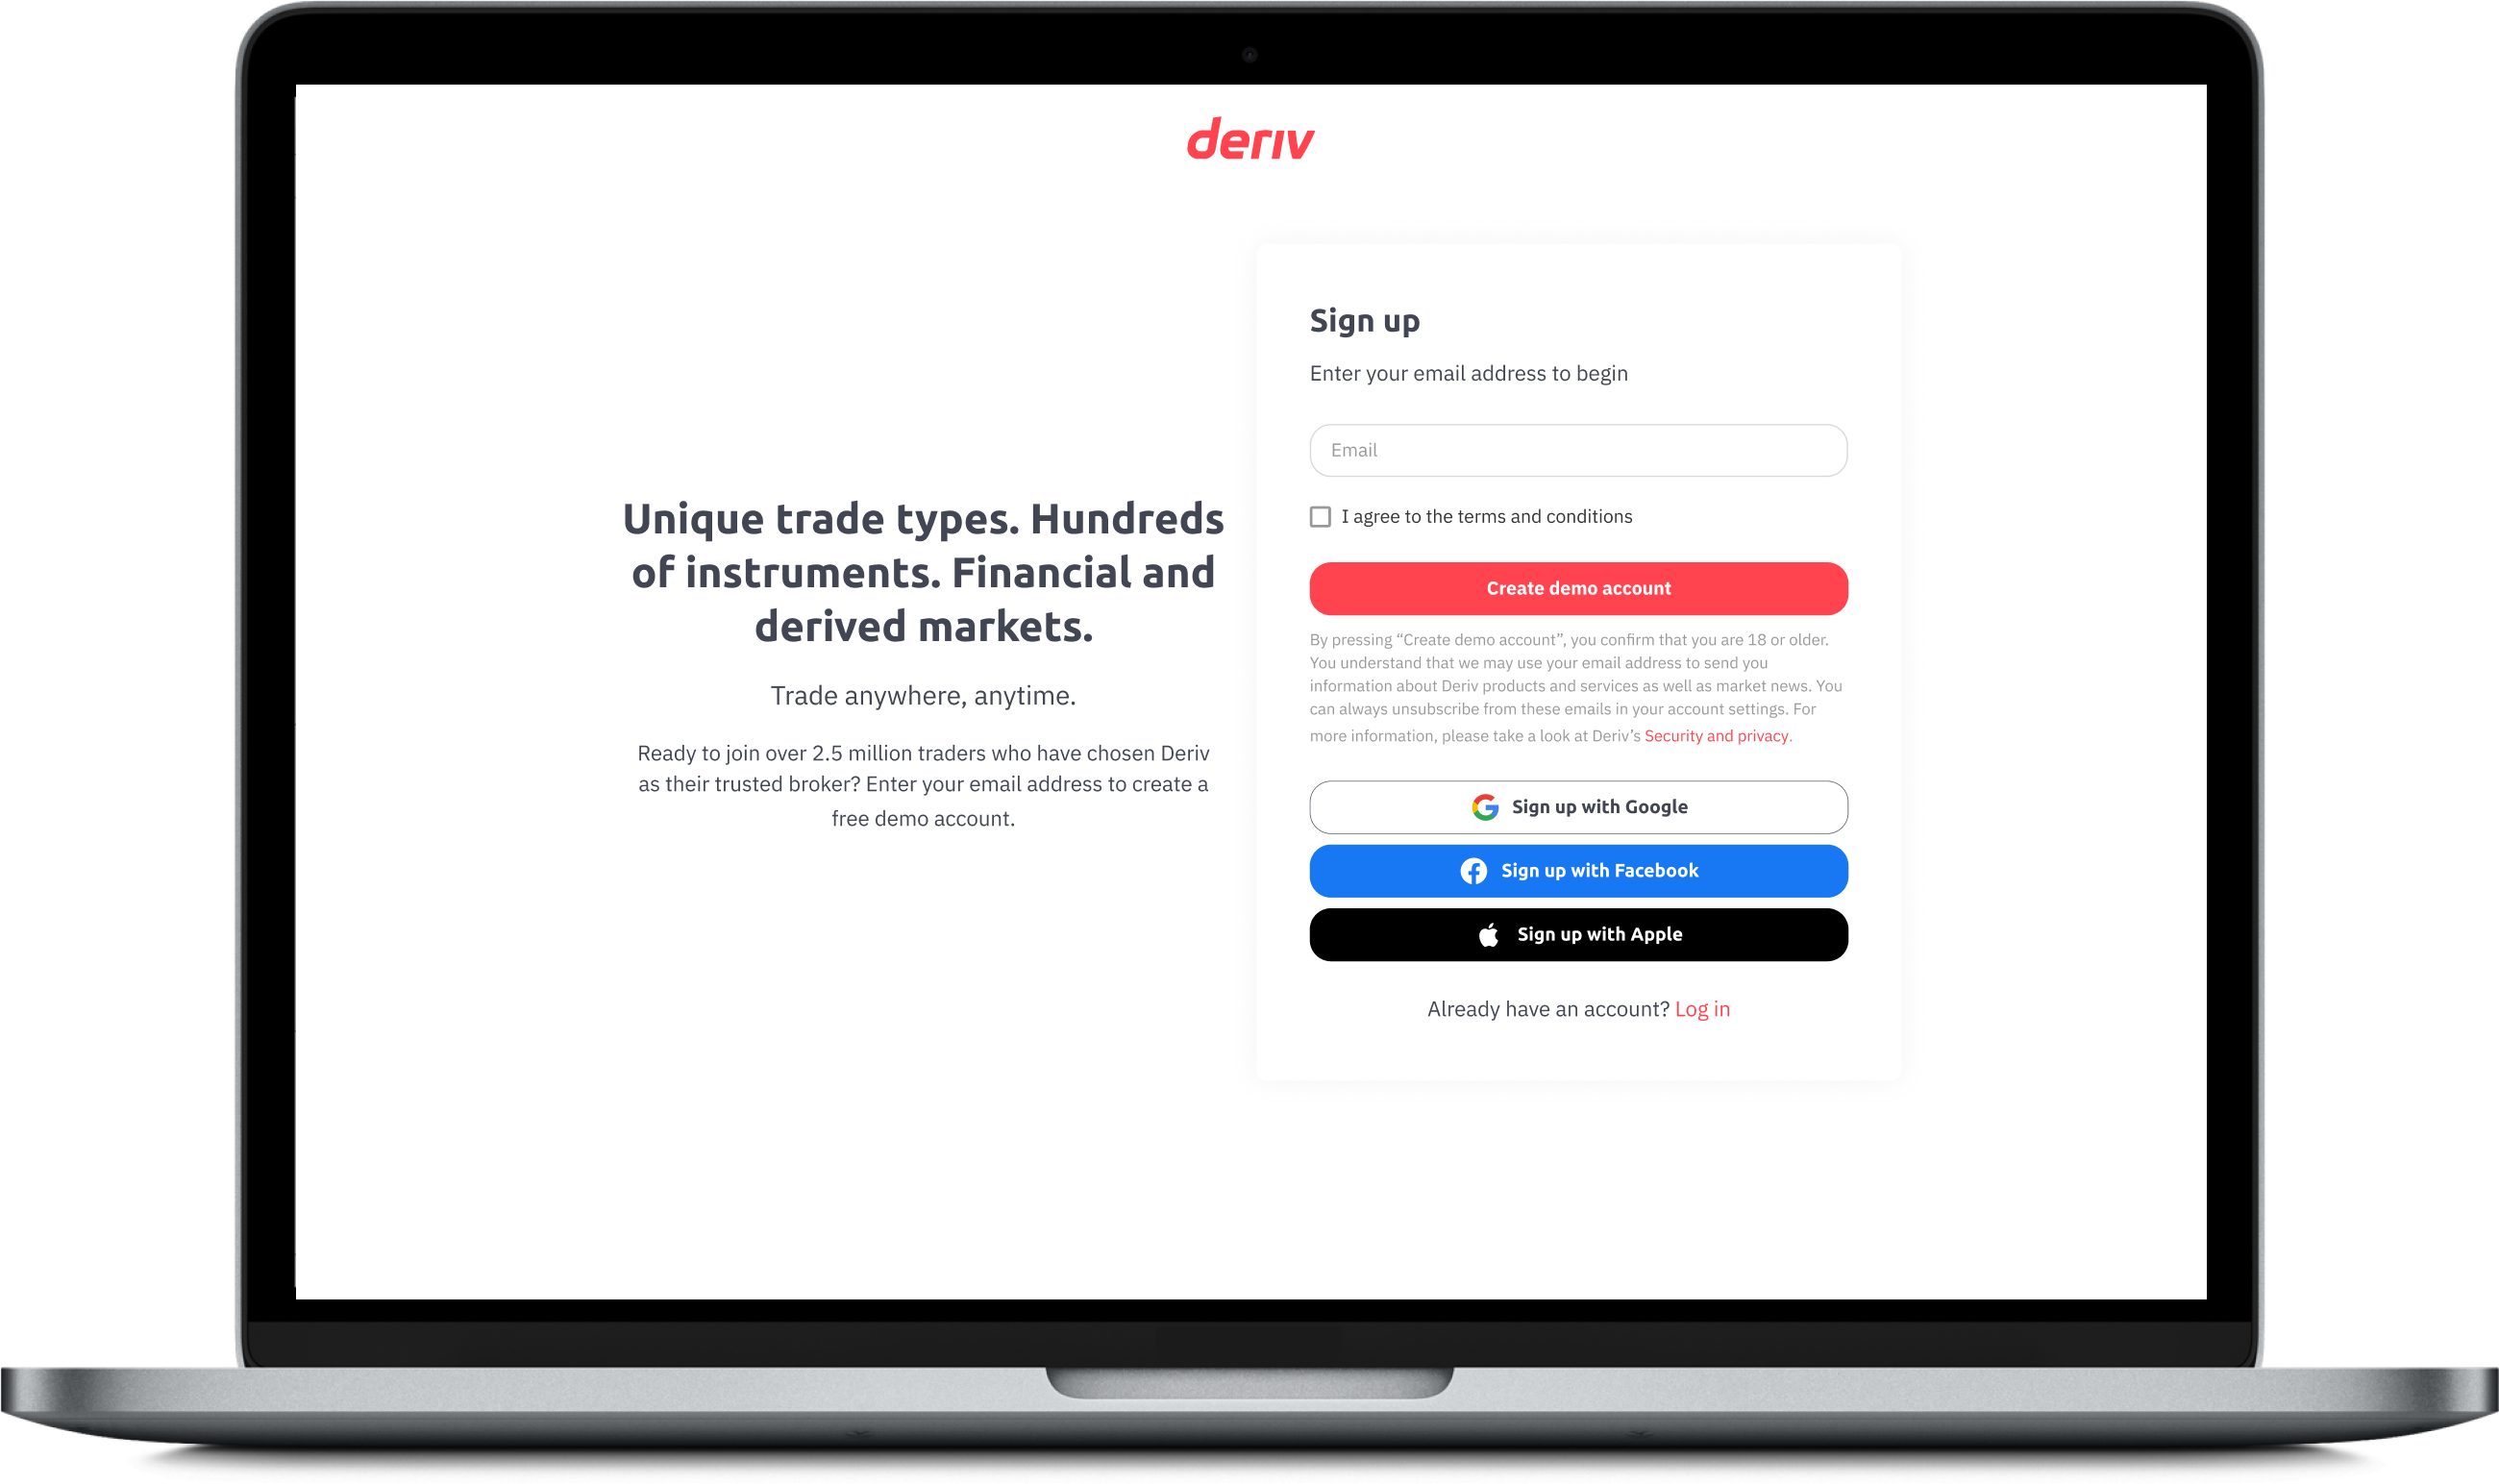 deriv
Unique trade types. Hundreds
of instruments. Financial and
derived markets.
Trade anywhere, anytime.
Ready to join over 2.5 million traders who have chosen Deriv
as their trusted broker? Enter your email address to create a
free demo account.
Sign up
Enter your email address to begin
Email
I agree to the terms and conditions
Create demo account
By pressing “Create demo account”, you confirm that you are 18 or older.
You understand that we may use your email address to send you
information about Deriv products and services as well as market news. You
can always unsubscribe from these emails in your account settings. For
more information, please take a look at Deriv’s Security and privacy.
Sign up with Google
Sign up with Facebook
Sign up with Apple
Already have an account? Log in